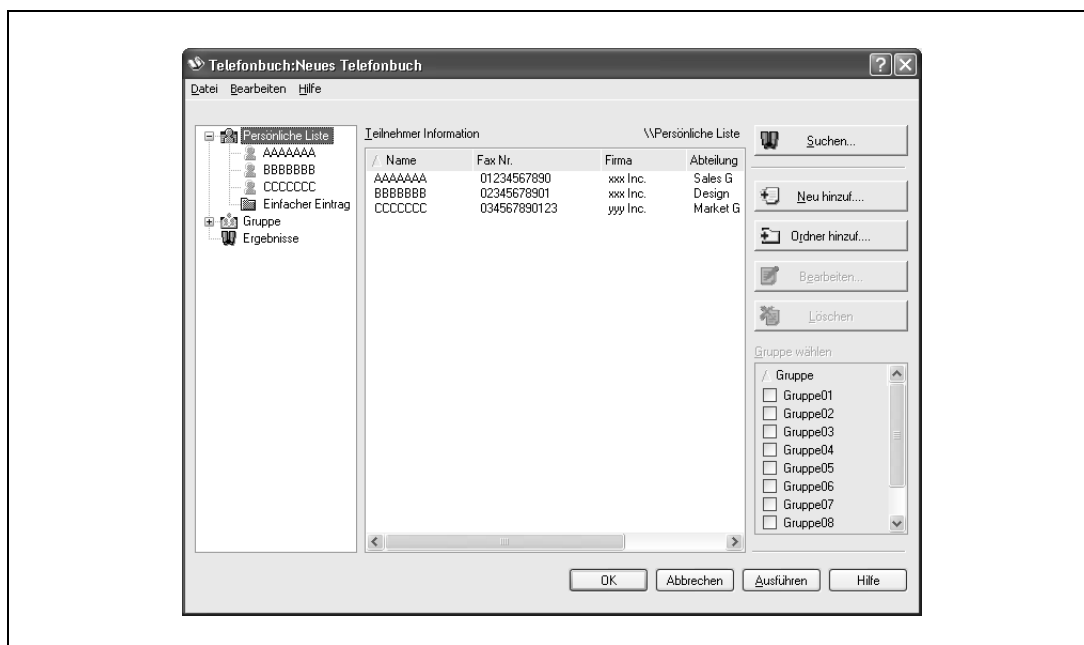 Telefonbuch:Neues Telefonbuch
Datei Bearbeiten Hilfe
Persönliche Liste
AAAAAAA
BBBBBBB
CCCCCCC
Einfacher Eintrag
Gruppe
Ergebnisse
Teilnehmer Information \\Persönliche Liste
Name Fax Nr. Firma Abteilung
AAAAAAA 01234567890 xxx Inc. Sales G
BBBBBBB 02345678901 xxx Inc. Design
CCCCCCC 034567890123 yyy Inc. Market G
Suchen...
Neu hinzuf....
Ordner hinzuf....
Bearbeiten...
Löschen
Gruppe wählen
Gruppe
Gruppe01
Gruppe02
Gruppe03
Gruppe04
Gruppe05
Gruppe06
Gruppe07
Gruppe08
OK Abbrechen Ausführen Hilfe